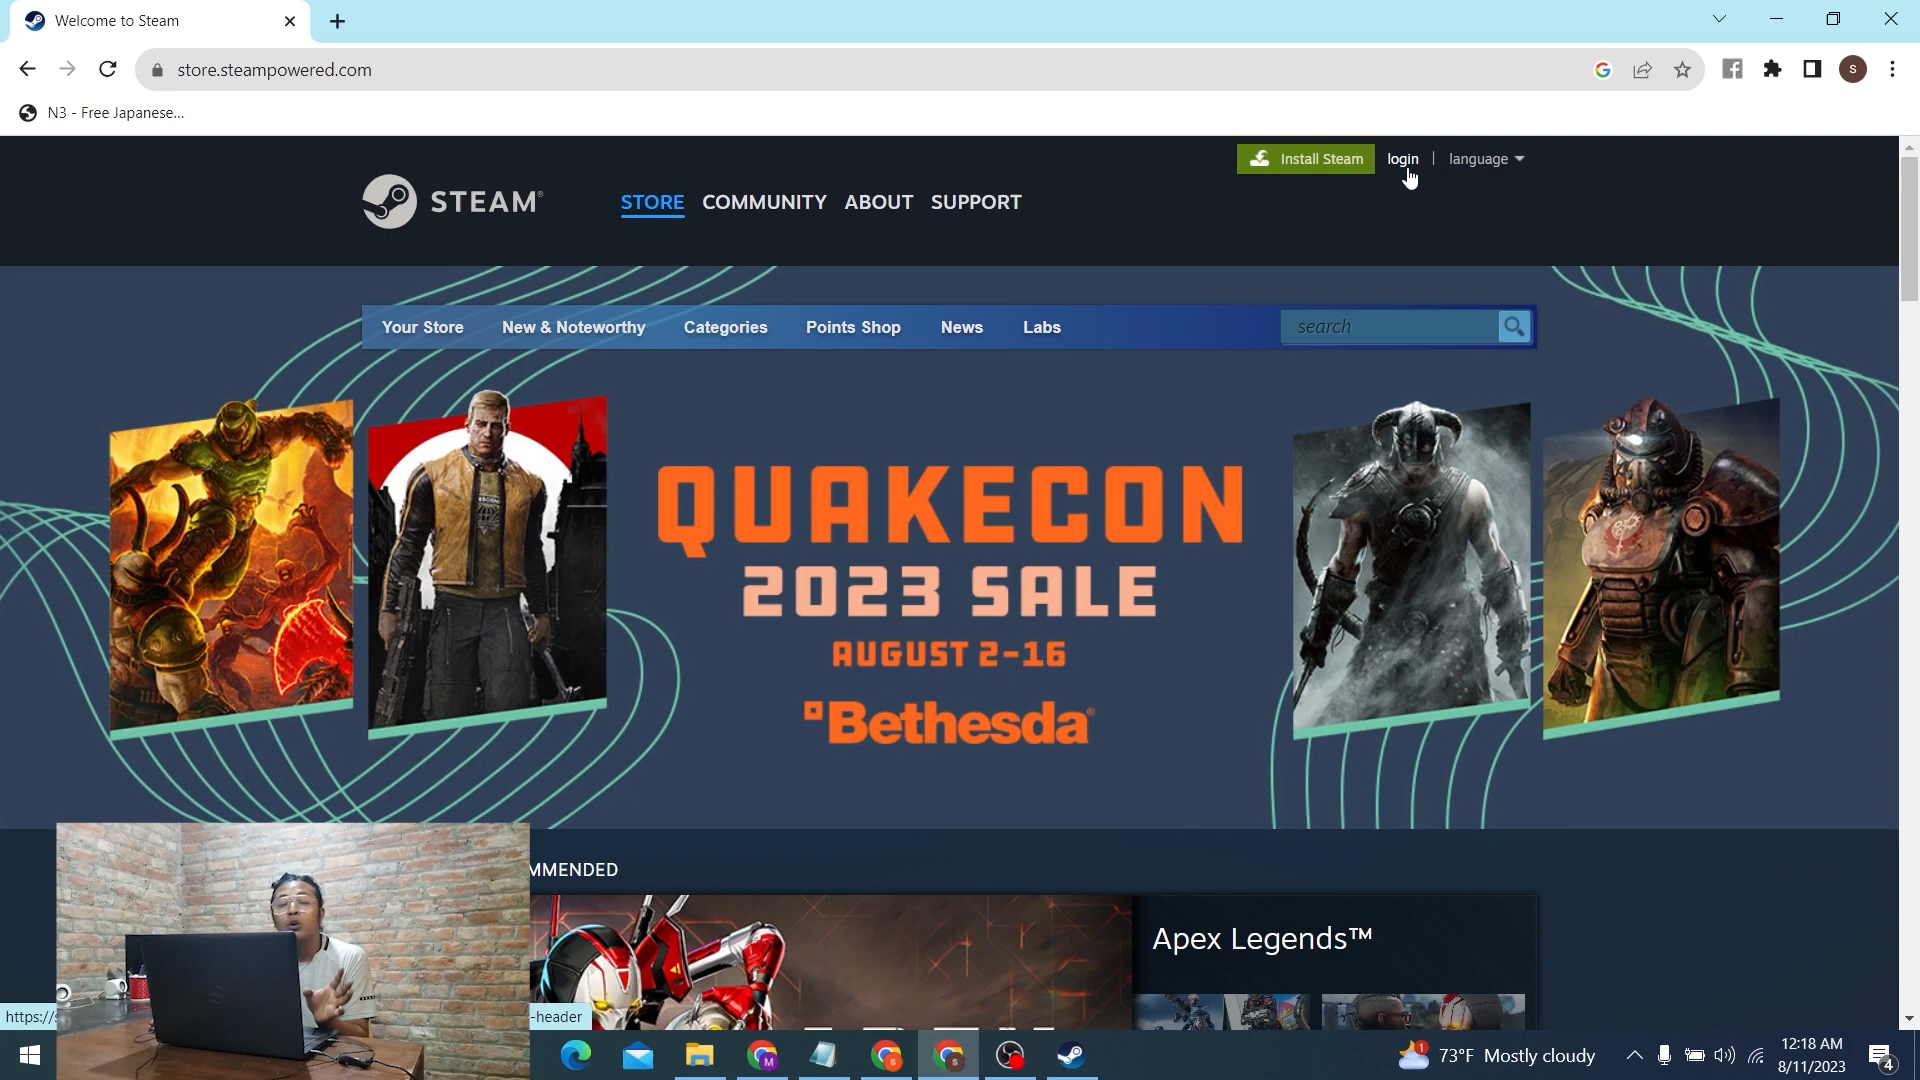 Welcome to Steam
store.steampowered.com
S
N3 - Free Japanese...
Install Steam
login | language
STEAM®
STORE COMMUNITY ABOUT SUPPORT
Your Store New & Noteworthy Categories Points Shop News Labs
search
QUAKECON
2023 SALE
AUGUST 2-16
Bethesda®
MMENDED
Apex Legends™
https://s
-header
73°F Mostly cloudy
12:18 AM
8/11/2023
4